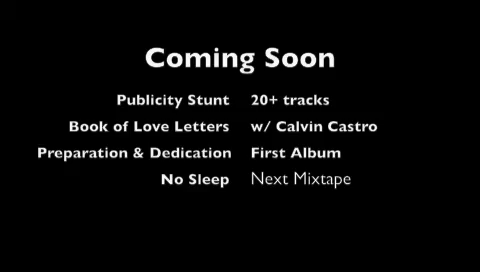 Coming Soon
Publicity Stunt 20+ tracks
Book of Love Letters w/ Calvin Castro
Preparation & Dedication First Album
No Sleep Next Mixtape